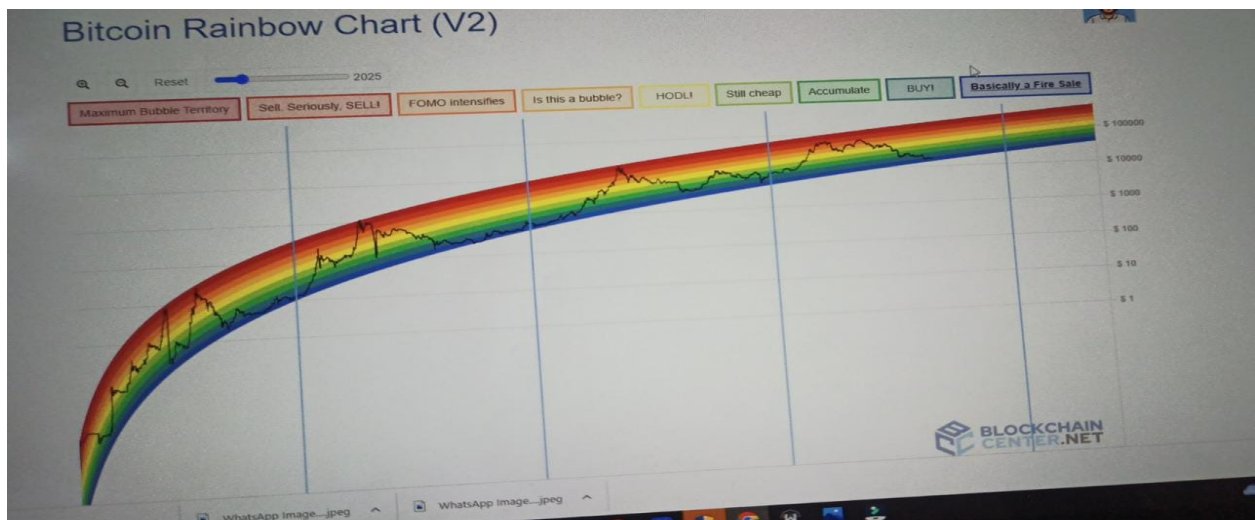 Bitcoin Rainbow Chart (V2)
Reset 2025
Maximum Bubble Territory Sell. Seriously, SELL! FOMO intensifies Is this a bubble? HODL! Still cheap Accumulate BUY! Basically a Fire Sale
$ 100000
$ 10000
$ 1000
$ 100
$ 10
$ 1
BLOCKCHAIN
CENTER.NET
WhatsApp Image....jpeg WhatsApp Image....jpeg